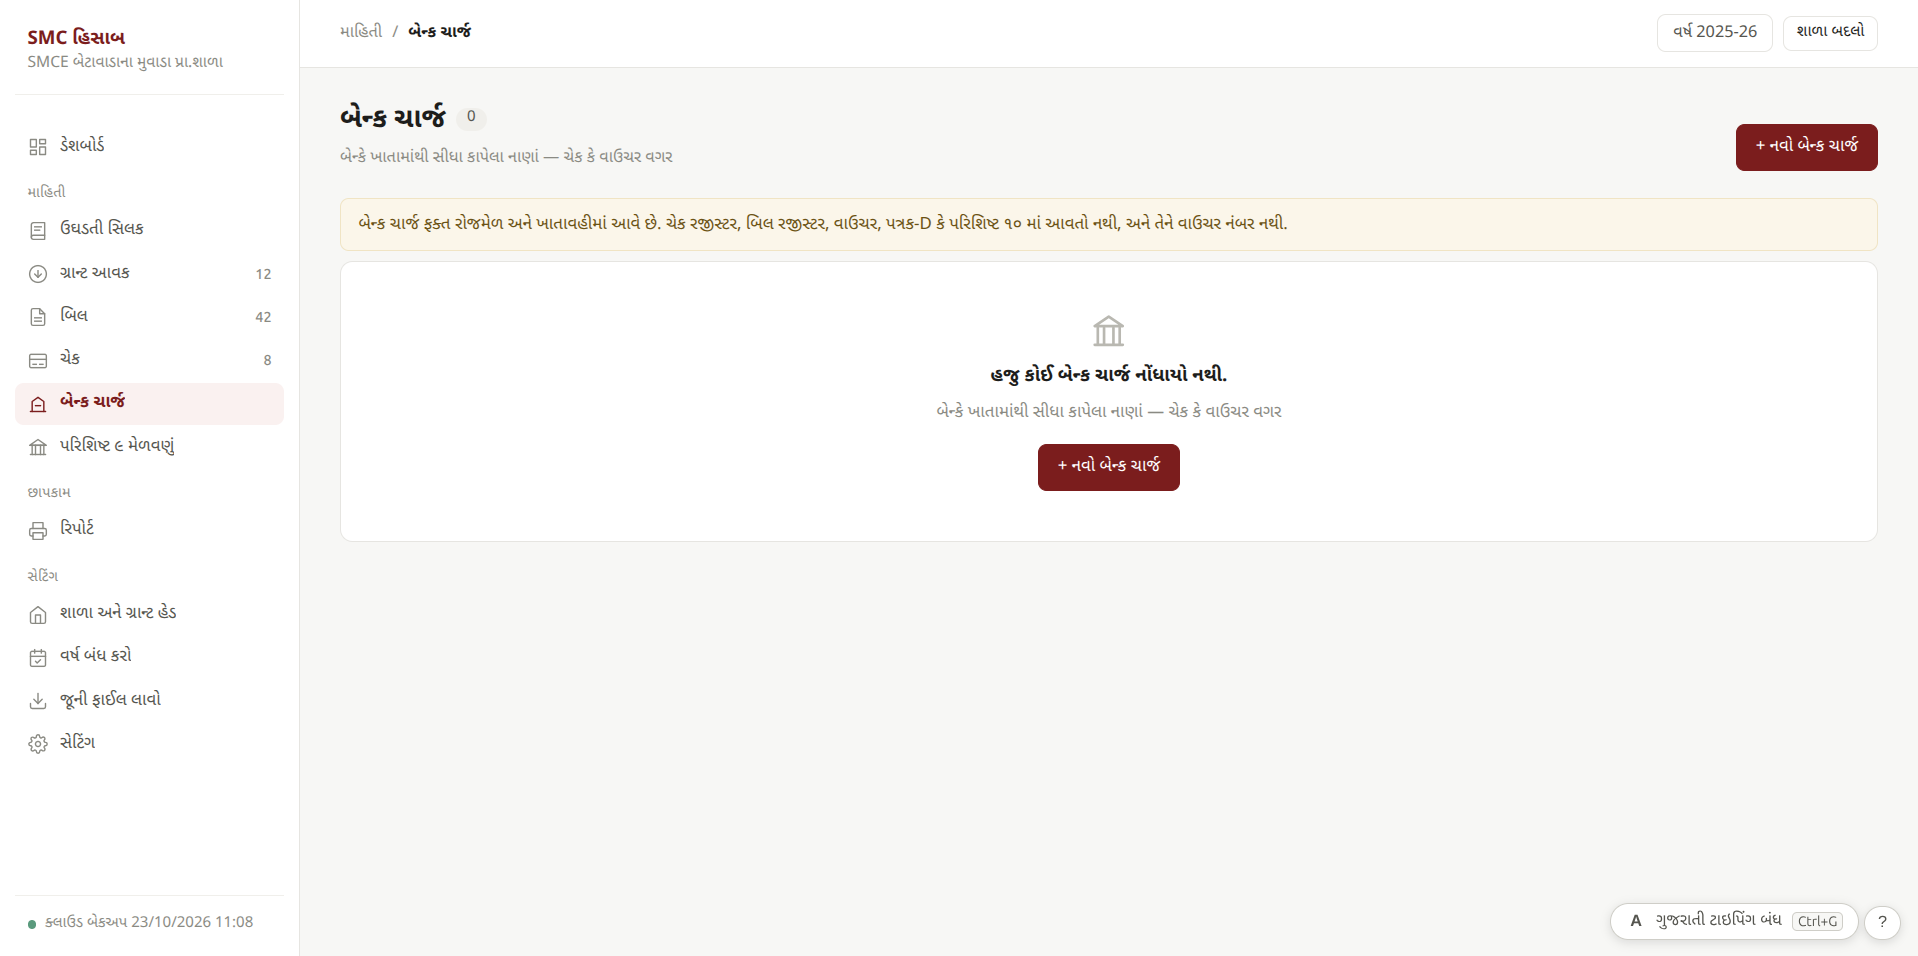 SMC હિસાબ
SMCE બેટાવાડાના મુવાડા પ્રા.શાળા
ડેશબોર્ડ
માહિતી
ઉઘડતી સિલક
ગ્રાન્ટ આવક 12
બિલ 42
ચેક 8
બેન્ક ચાર્જ
પરિશિષ્ટ ૯ મેળવણું
છાપકામ
રિપોર્ટ
સેટિંગ
શાળા અને ગ્રાન્ટ હેડ
વર્ષ બંધ કરો
જૂની ફાઈલ લાવો
સેટિંગ
ક્લાઉડ બેકઅપ 23/10/2026 11:08
માહિતી / બેન્ક ચાર્જ
વર્ષ 2025-26
શાળા બદલો
બેન્ક ચાર્જ 0
બેન્કે ખાતામાંથી સીધા કાપેલા નાણાં — ચેક કે વાઉચર વગર
+ નવો બેન્ક ચાર્જ
બેન્ક ચાર્જ ફક્ત રોજમેળ અને ખાતાવહીમાં આવે છે. ચેક રજીસ્ટર, બિલ રજીસ્ટર, વાઉચર, પત્રક-D કે પરિશિષ્ટ ૧૦ માં આવતો નથી, અને તેને વાઉચર નંબર નથી.
હજુ કોઈ બેન્ક ચાર્જ નોંધાયો નથી.
બેન્કે ખાતામાંથી સીધા કાપેલા નાણાં — ચેક કે વાઉચર વગર
+ નવો બેન્ક ચાર્જ
A ગુજરાતી ટાઇપિંગ બંધ Ctrl+G
?